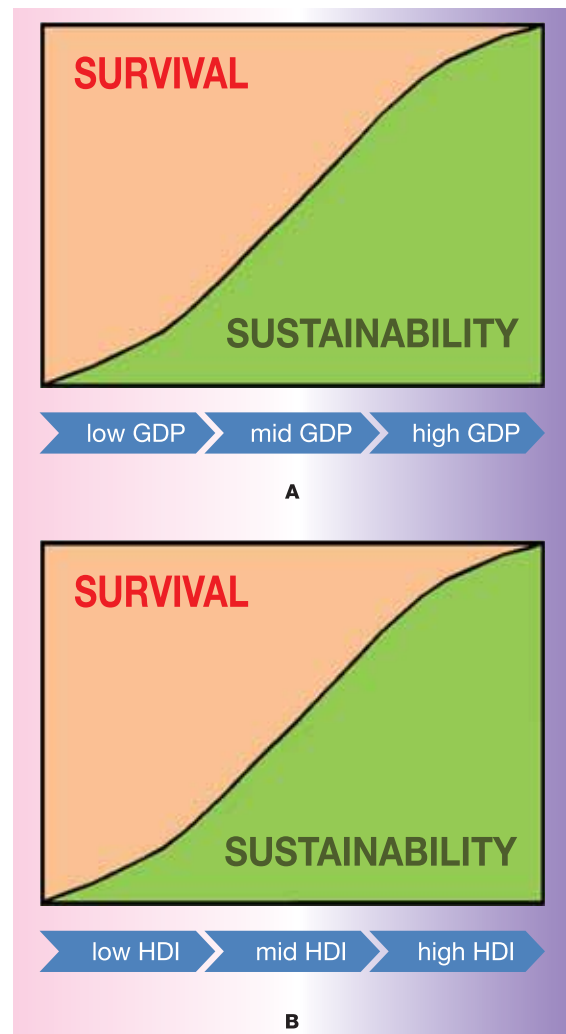 SURVIVAL
SUSTAINABILITY
low GDP mid GDP high GDP
A
SURVIVAL
SUSTAINABILITY
low HDI mid HDI high HDI
B